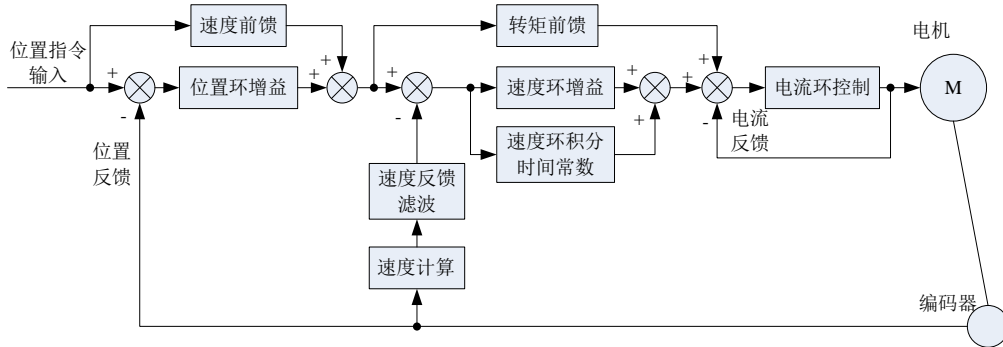 速度前馈
转矩前馈
电机
位置指令
输入
+
+
+
+
+
+
+
+
位置环增益
速度环增益
电流环控制
M
-
-
+
-
电流
反馈
位置
反馈
速度环积分
时间常数
速度反馈
滤波
速度计算
编码器